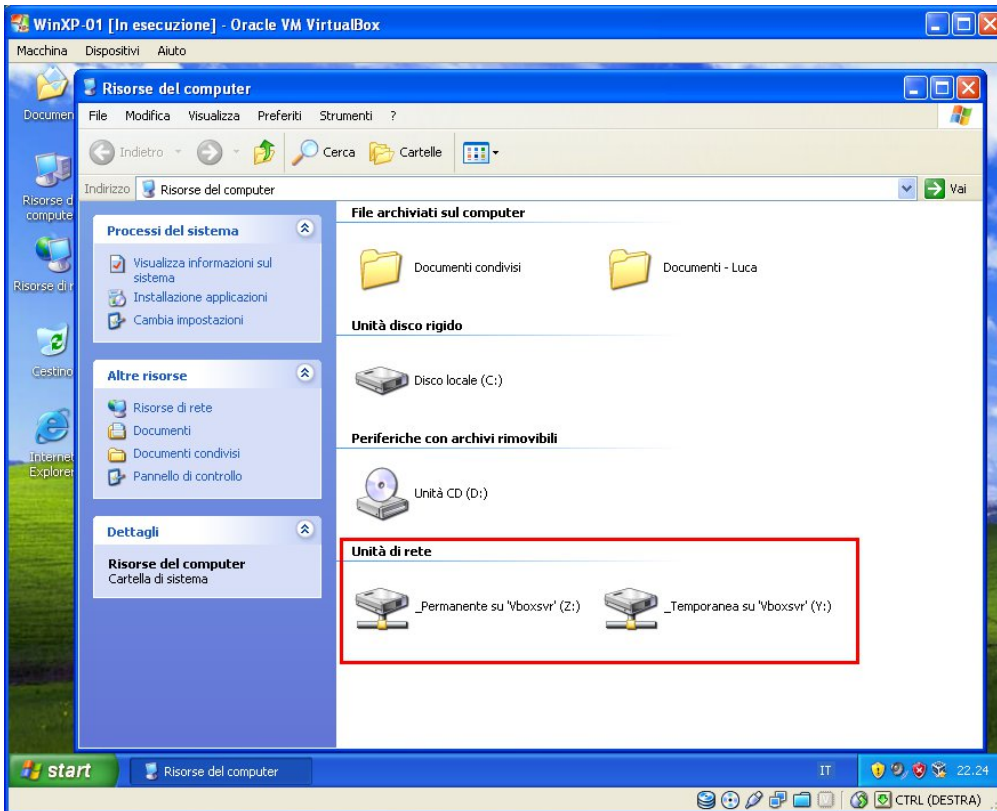 WinXP-01 [In esecuzione] - Oracle VM VirtualBox
Macchina Dispositivi Aiuto
Risorse del computer
File Modifica Visualizza Preferiti Strumenti ?
Indietro Cerca Cartelle
Indirizzo Risorse del computer Vai
Documen
Risorse d
compute
Risorse di r
Cestino
Internet
Explorer
Processi del sistema
Visualizza informazioni sul
sistema
Installazione applicazioni
Cambia impostazioni
Altre risorse
Risorse di rete
Documenti
Documenti condivisi
Pannello di controllo
Dettagli
Risorse del computer
Cartella di sistema
File archiviati sul computer
Documenti condivisi Documenti - Luca
Unità disco rigido
Disco locale (C:)
Periferiche con archivi rimovibili
Unità CD (D:)
Unità di rete
_Permanente su 'Vboxsvr' (Z:) _Temporanea su 'Vboxsvr' (Y:)
start Risorse del computer IT 22.24
CTRL (DESTRA)